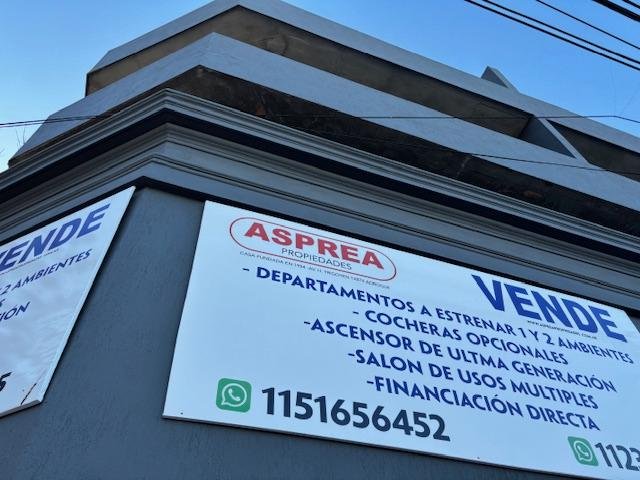 VENDE
2 AMBIENTES
ASPREA
PROPIEDADES
VENDE
- DEPARTAMENTOS A ESTRENAR 1 Y 2 AMBIENTES
- COCHERAS OPCIONALES
-ASCENSOR DE ULTMA GENERACIÓN
-SALON DE USOS MULTIPLES
-FINANCIACIÓN DIRECTA
1151656452
1123